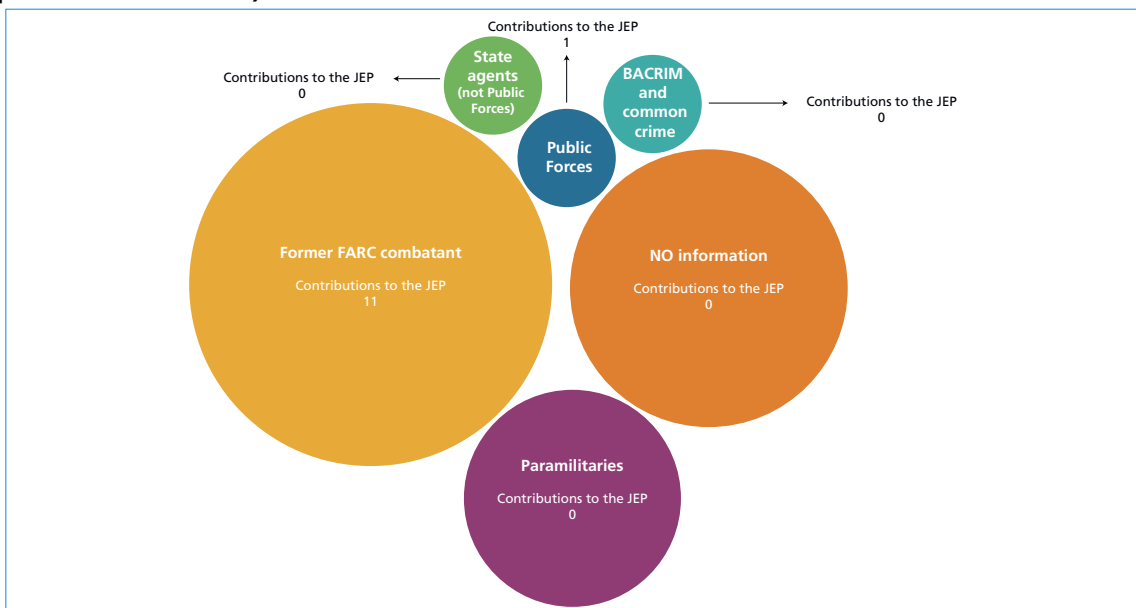 Contributions to the JEP
1
State
agents
(not Public
Forces)
Contributions to the JEP
0
BACRIM
and
common
crime
Contributions to the JEP
0
Public
Forces
Former FARC combatant
Contributions to the JEP
11
NO information
Contributions to the JEP
0
Paramilitaries
Contributions to the JEP
0